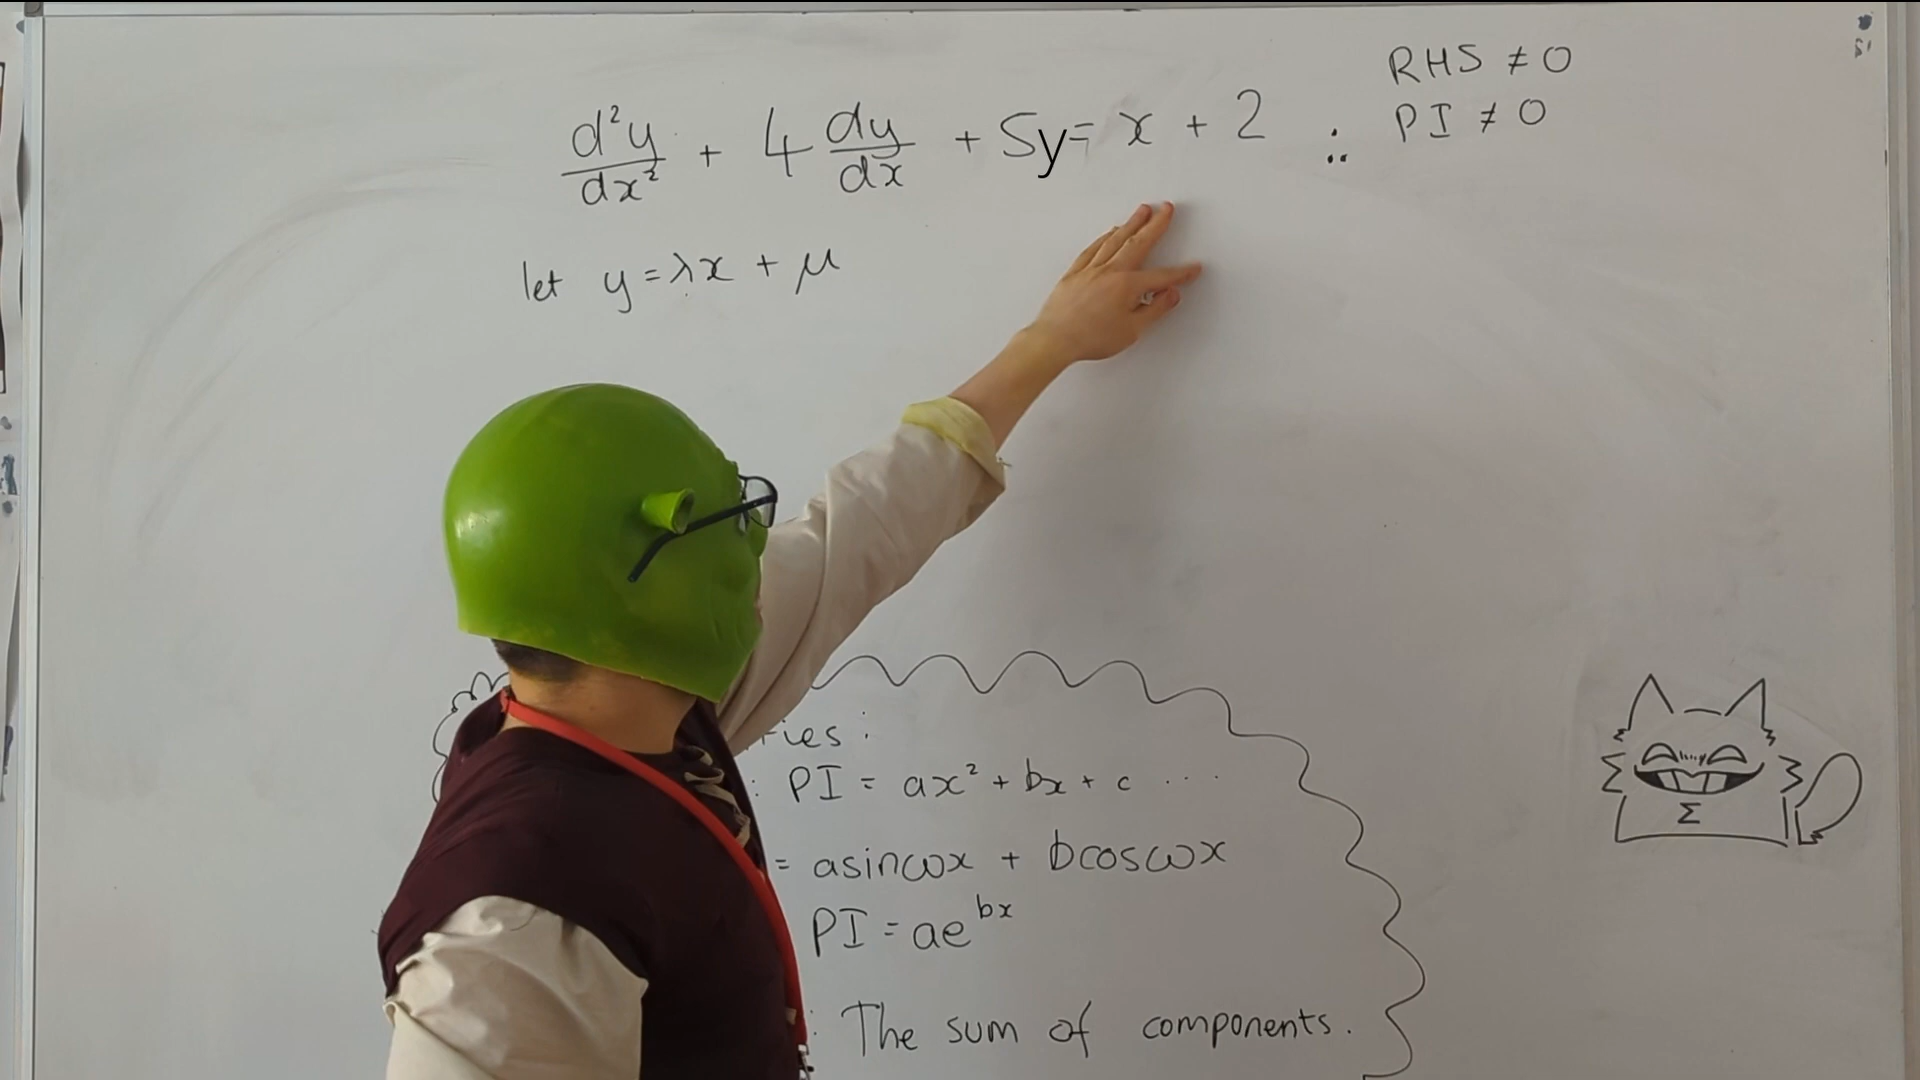 d²y/dx² + 4 dy/dx + 5y = x + 2 ∴ RHS ≠ 0
PI ≠ 0
let y = λx + μ
PI = ax² + bx + c ...
= asinωx + bcosωx
PI = ae^bx
The sum of components.
Σ